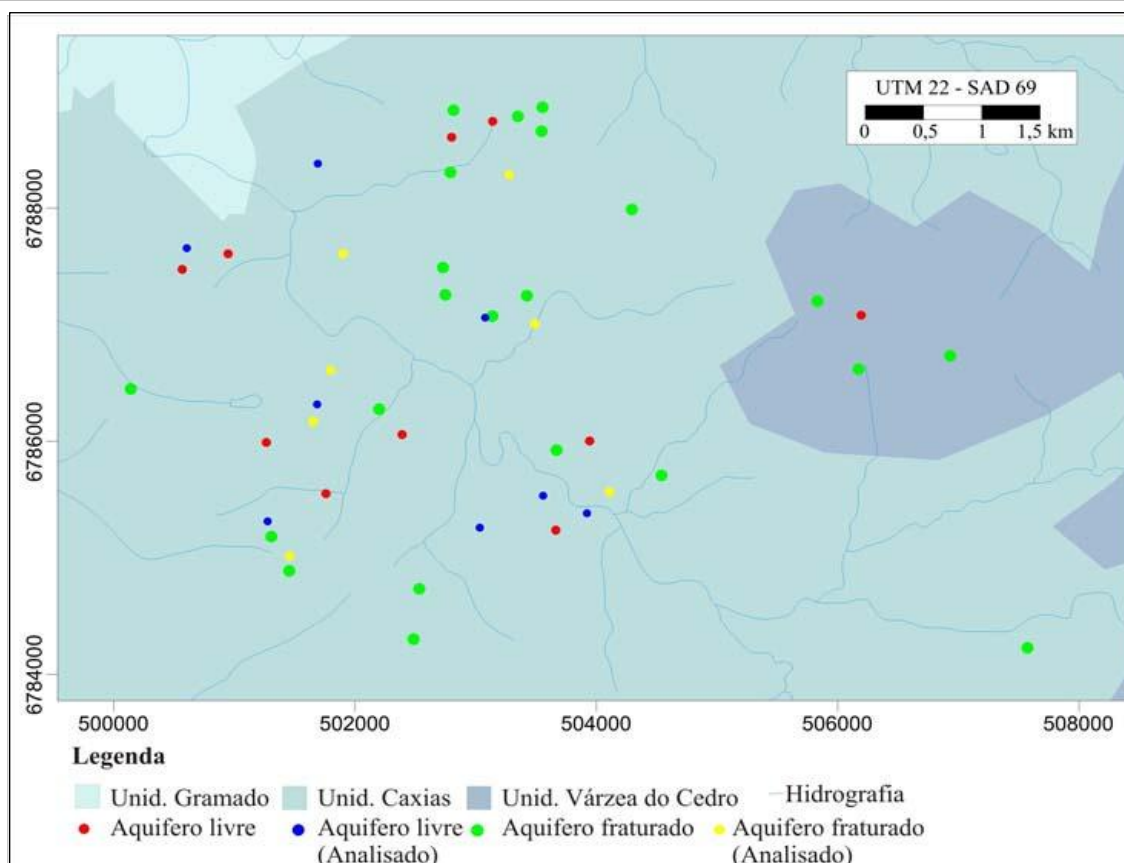 UTM 22 - SAD 69
0 0,5 1 1,5 km
6788000
6786000
6784000
500000 502000 504000 506000 508000
Legenda
Unid. Gramado Unid. Caxias Unid. Várzea do Cedro Hidrografia
Aquifero livre Aquifero livre (Analisado) Aquifero fraturado Aquifero fraturado (Analisado)